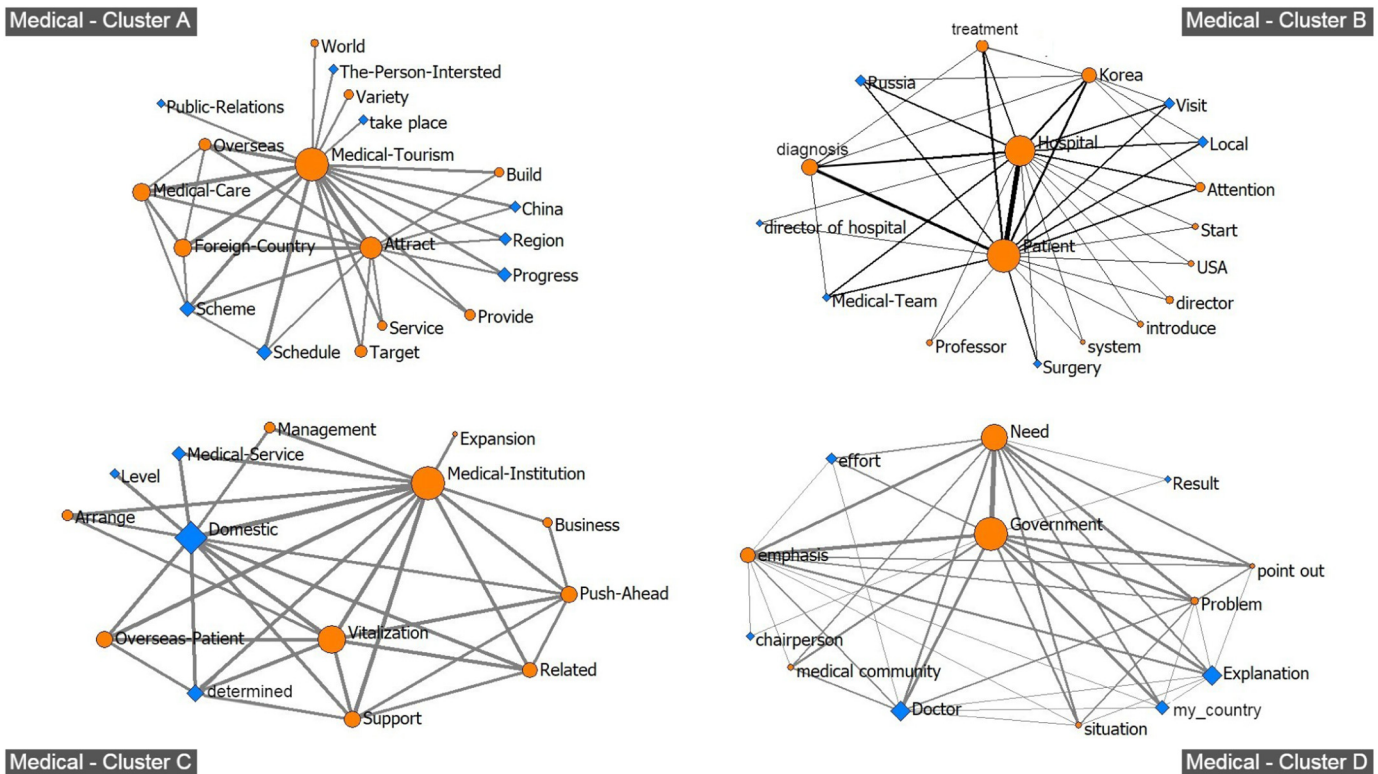 Medical - Cluster A
World
The-Person-Intersted
Variety
Public-Relations
take place
Overseas
Medical-Tourism
Medical-Care
Build
China
Foreign-Country
Attract
Region
Progress
Scheme
Service
Provide
Schedule
Target
Medical - Cluster B
treatment
Korea
Russia
Visit
Hospital
Local
diagnosis
Attention
director of hospital
Start
Patient
USA
Medical-Team
director
introduce
Professor
system
Surgery
Management
Expansion
Medical-Service
Medical-Institution
Level
Arrange
Domestic
Business
Push-Ahead
Overseas-Patient
Vitalization
Related
determined
Support
Medical - Cluster C
Need
effort
Result
Government
emphasis
point out
Problem
chairperson
medical community
Explanation
Doctor
my_country
situation
Medical - Cluster D